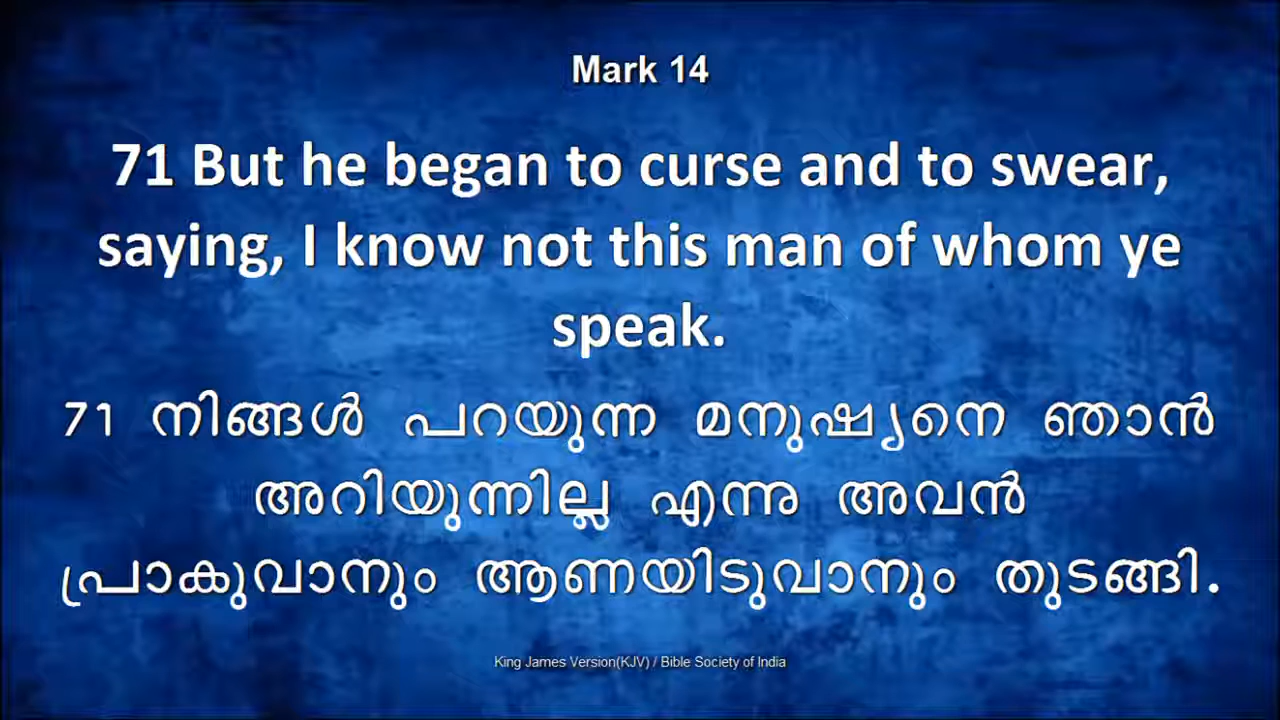 Mark 14
71 But he began to curse and to swear,
saying, I know not this man of whom ye
speak.
71 നിങ്ങൾ പറയുന്ന മനുഷ്യനെ ഞാൻ
അറിയുന്നില്ല എന്നു അവൻ
പ്രാകുവാനും ആണയിടുവാനും തുടങ്ങി.
King James Version(KJV) / Bible Society of India